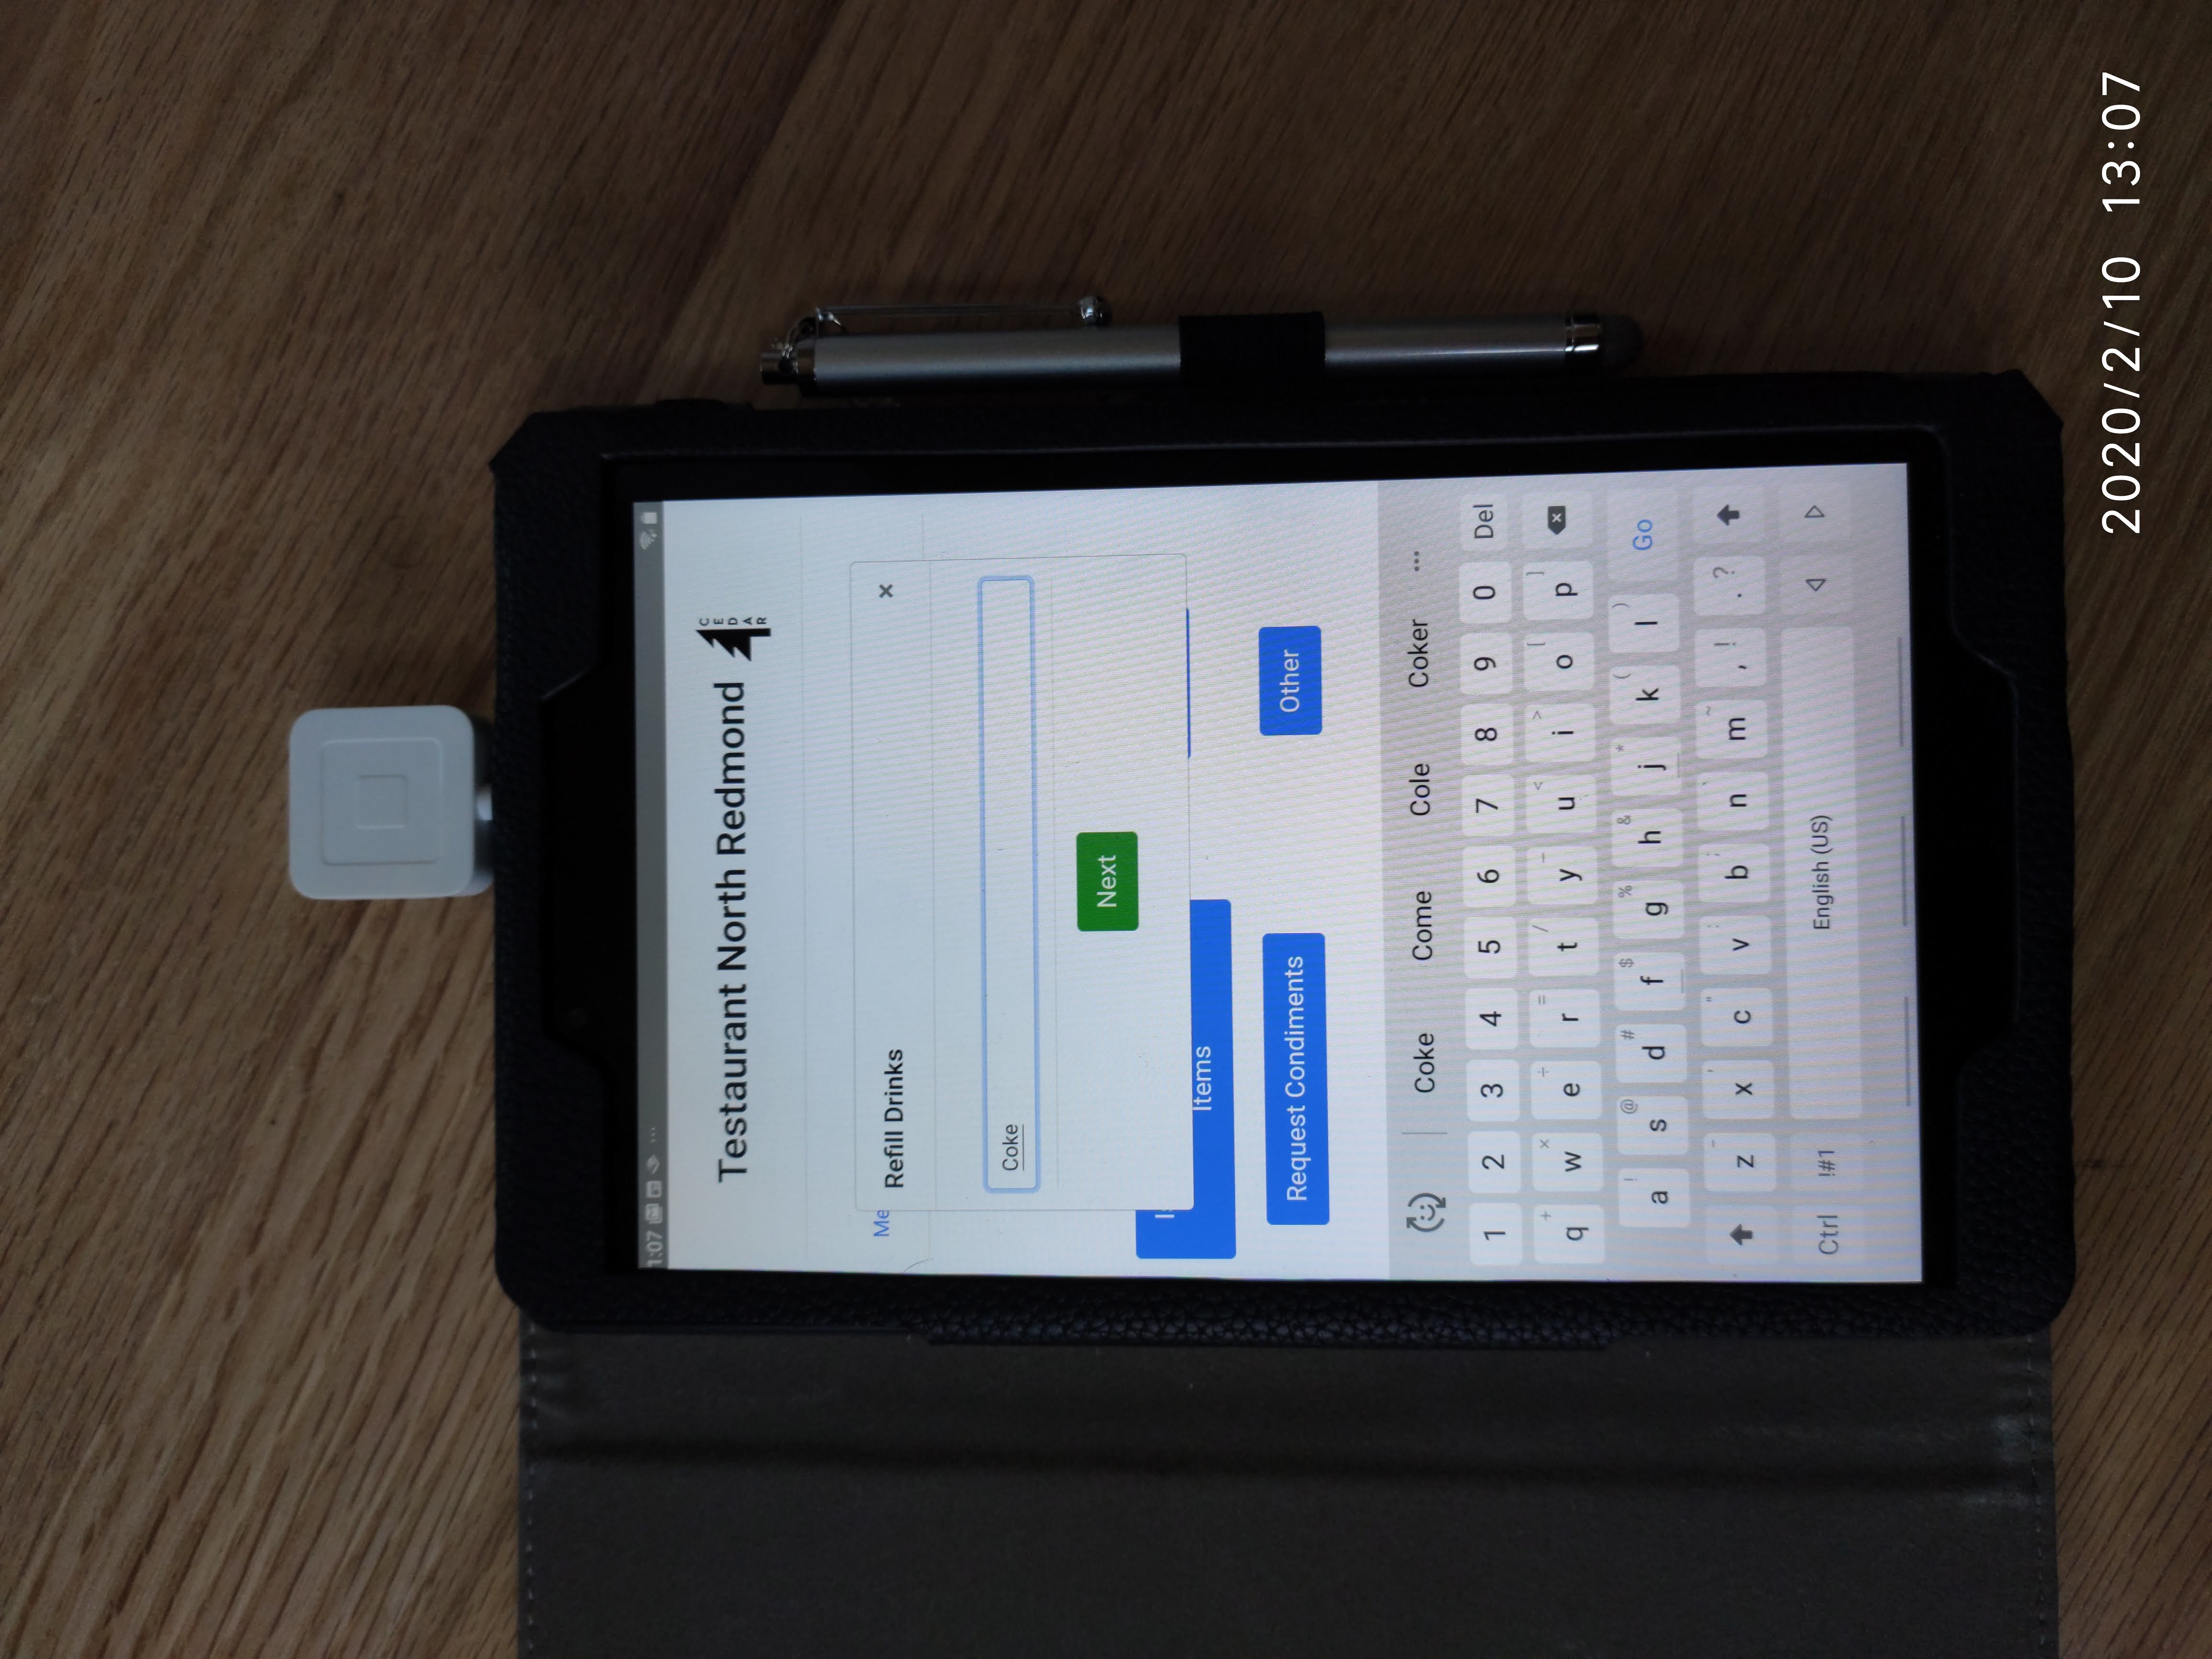 1:07
Testaurant North Redmond
CEDAR
Me
Refill Drinks ×
Coke
Next
Items
Request Condiments
Other
Coke Come Cole Coker ...
1 2 3 4 5 6 7 8 9 0 Del
q w e r t y u i o p
+ × ÷ = / _ < > [ ]
a s d f g h j k l Go
! @ # $ % & * ( )
z x c v b n m , ! . ?
- ' " : ; ` ~
Ctrl !#1 English (US)
2020/2/10 13:07